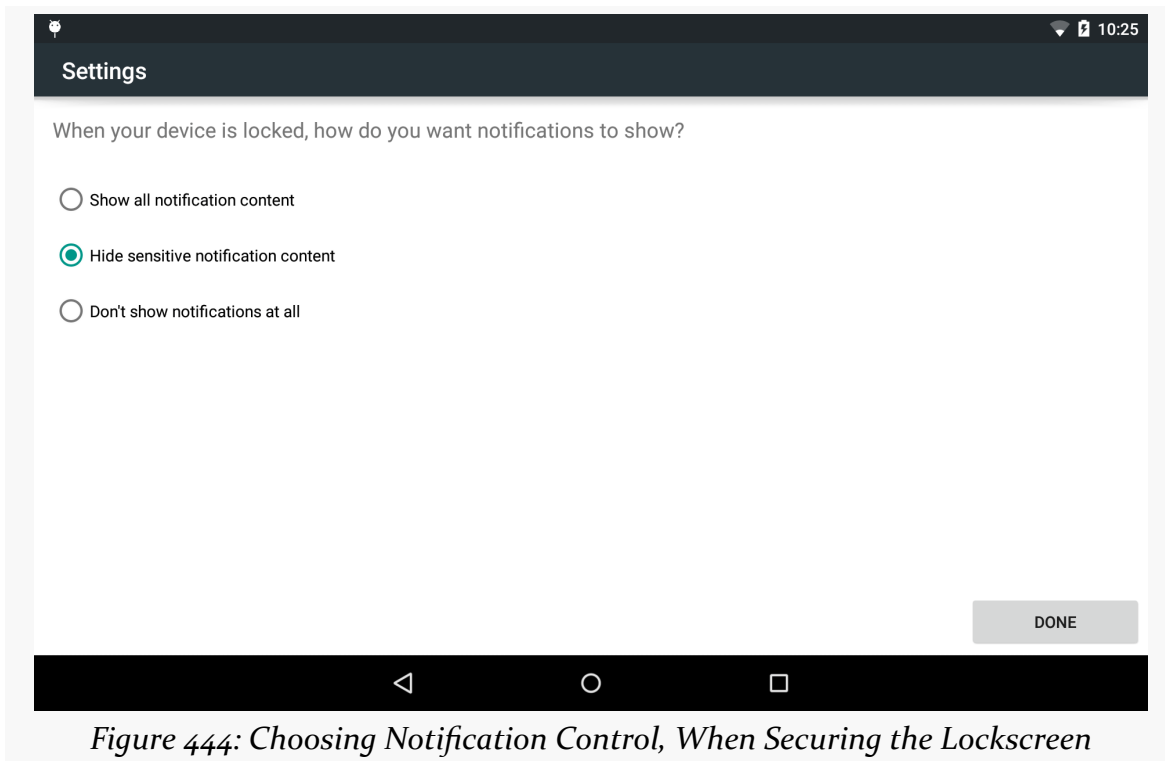 10:25
Settings
When your device is locked, how do you want notifications to show?
Show all notification content
Hide sensitive notification content
Don't show notifications at all
DONE
Figure 444: Choosing Notification Control, When Securing the Lockscreen